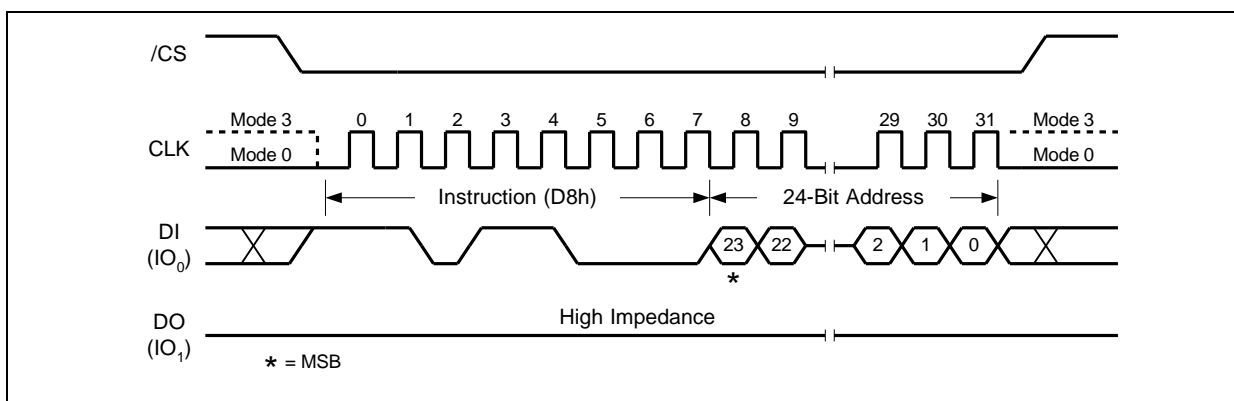 /CS
Mode 3 0 1 2 3 4 5 6 7 8 9 29 30 31 Mode 3
CLK
Mode 0 Mode 0
Instruction (D8h) 24-Bit Address
DI
(IO0) 23 22 2 1 0
*
High Impedance
DO
(IO1)
* = MSB